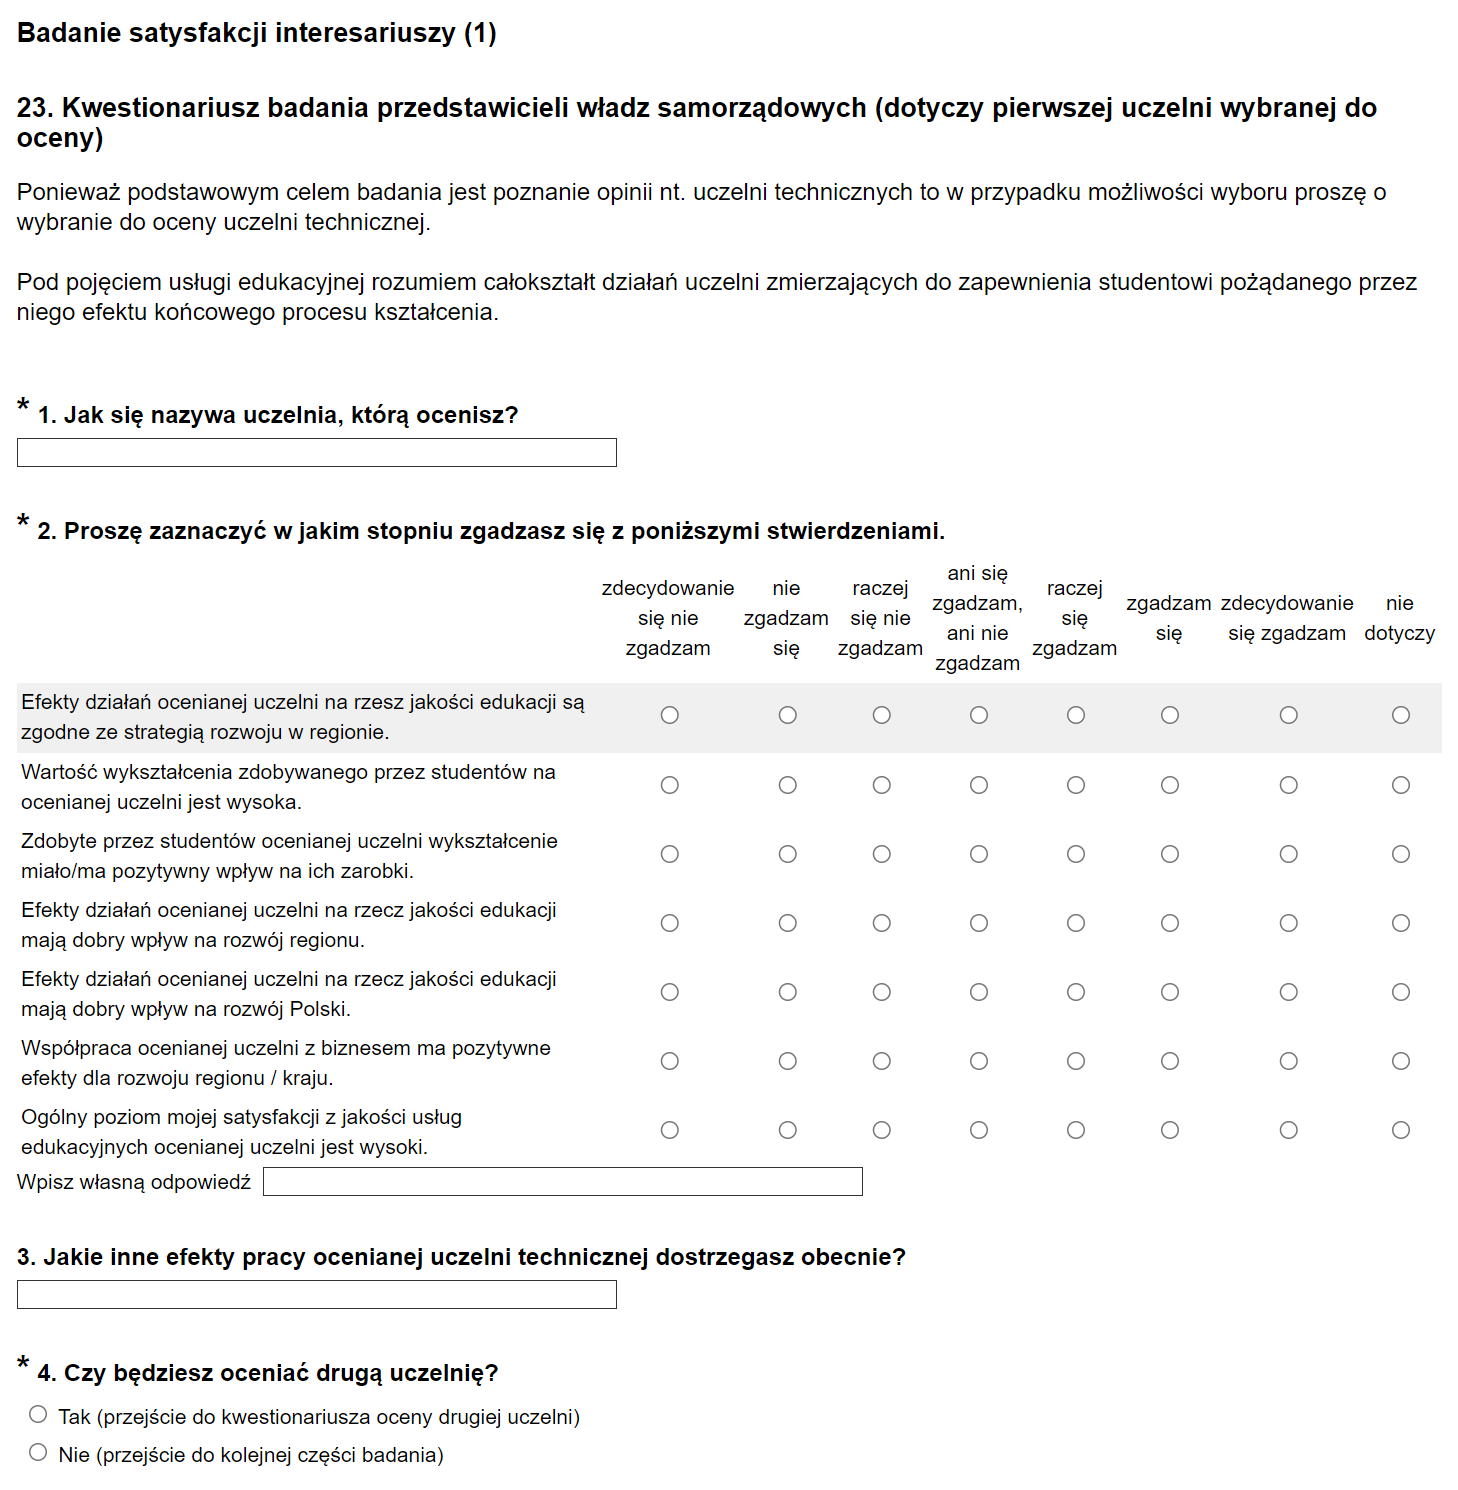 Badanie satysfakcji interesariuszy (1)
23. Kwestionariusz badania przedstawicieli władz samorządowych (dotyczy pierwszej uczelni wybranej do
oceny)
Ponieważ podstawowym celem badania jest poznanie opinii nt. uczelni technicznych to w przypadku możliwości wyboru proszę o
wybranie do oceny uczelni technicznej.
Pod pojęciem usługi edukacyjnej rozumiem całokształt działań uczelni zmierzających do zapewnienia studentowi pożądanego przez
niego efektu końcowego procesu kształcenia.
* 1. Jak się nazywa uczelnia, którą ocenisz?
* 2. Proszę zaznaczyć w jakim stopniu zgadzasz się z poniższymi stwierdzeniami.
zdecydowanie
się nie
zgadzam
nie
zgadzam
się
raczej
się nie
zgadzam
ani się
zgadzam,
ani nie
zgadzam
raczej
się
zgadzam
zgadzam
się
zdecydowanie
się zgadzam
nie
dotyczy
Efekty działań ocenianej uczelni na rzesz jakości edukacji są
zgodne ze strategią rozwoju w regionie.
Wartość wykształcenia zdobywanego przez studentów na
ocenianej uczelni jest wysoka.
Zdobyte przez studentów ocenianej uczelni wykształcenie
miało/ma pozytywny wpływ na ich zarobki.
Efekty działań ocenianej uczelni na rzecz jakości edukacji
mają dobry wpływ na rozwój regionu.
Efekty działań ocenianej uczelni na rzecz jakości edukacji
mają dobry wpływ na rozwój Polski.
Współpraca ocenianej uczelni z biznesem ma pozytywne
efekty dla rozwoju regionu / kraju.
Ogólny poziom mojej satysfakcji z jakości usług
edukacyjnych ocenianej uczelni jest wysoki.
Wpisz własną odpowiedź
3. Jakie inne efekty pracy ocenianej uczelni technicznej dostrzegasz obecnie?
* 4. Czy będziesz oceniać drugą uczelnię?
Tak (przejście do kwestionariusza oceny drugiej uczelni)
Nie (przejście do kolejnej części badania)